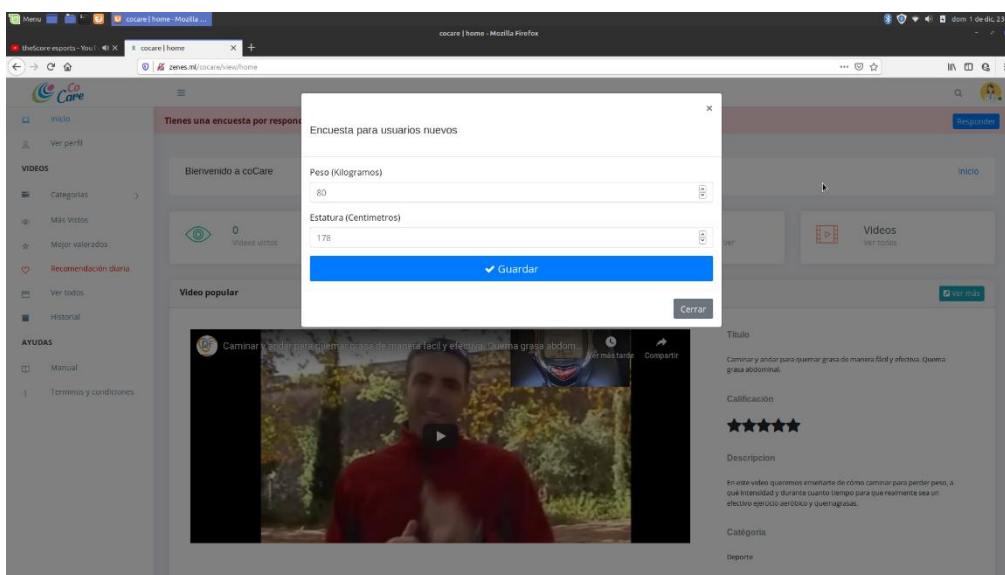 Menu
cocare | home - Mozilla ...
dom 1 de dic, 23
cocare | home - Mozilla Firefox
theScore esports - You
cocare | home
zenes.ml/cocare/view/home
Co Care
Inicio
Ver perfil
VIDEOS
Categorias
Más Vistos
Mejor valorados
Recomendación diaria
Ver todos
Historial
AYUDAS
Manual
Terminos y condiciones
Tienes una encuesta por respond
Responder
Bienvenido a coCare
Inicio
0
Videos vistos
ver
Videos
Ver todos
Encuesta para usuarios nuevos
×
Peso (Kilogramos)
80
Estatura (Centimetros)
178
Guardar
Cerrar
Video popular
Ver más
Caminar y andar para quemar grasa de manera fácil y efectiva. Quema grasa abdom...
Ver más tarde
Compartir
Titulo
Caminar y andar para quemar grasa de manera fácil y efectiva. Quema
grasa abdominal.
Calificación
Descripcion
En este video queremos enseñarte de cómo caminar para perder peso, a
qué intensidad y durante cuanto tiempo para que realmente sea un
efectivo ejercicio aeróbico y quemagrasas.
Catégoria
Deporte